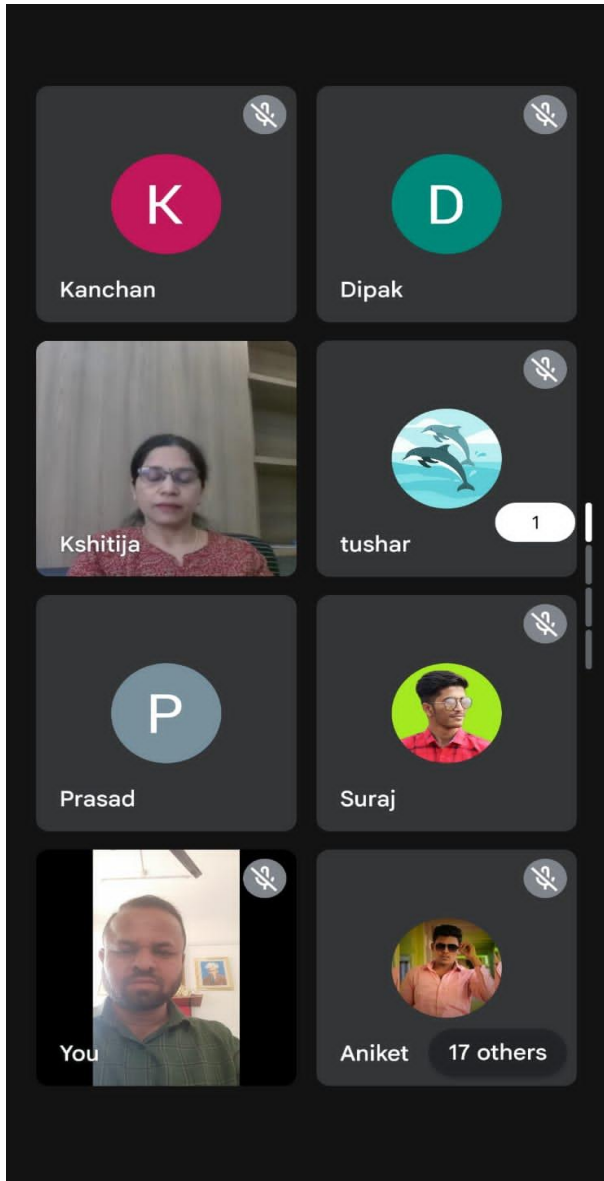 K
Kanchan
D
Dipak
Kshitija
tushar
1
P
Prasad
Suraj
You
Aniket
17 others